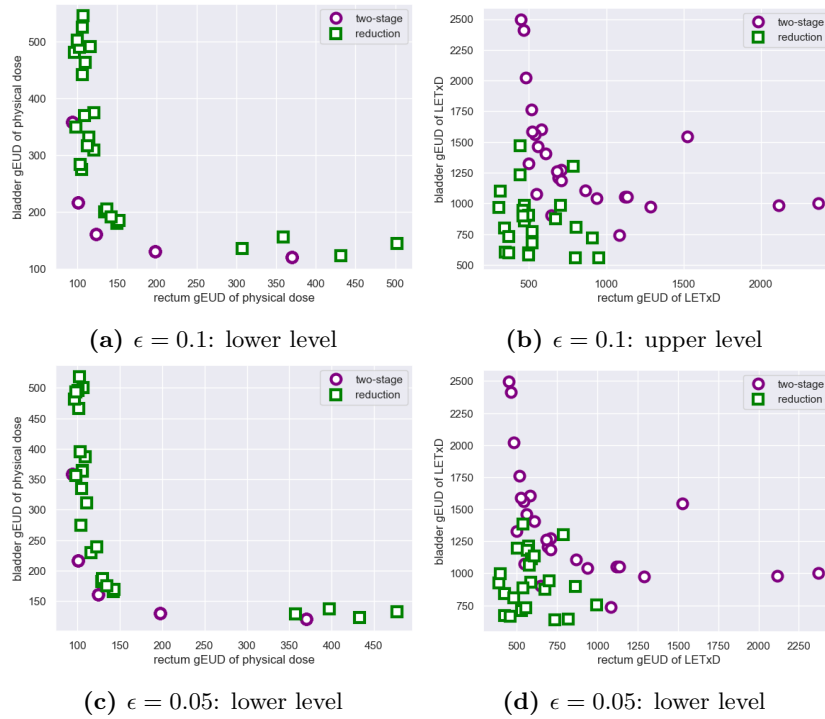 bladder gEUD of physical dose
500
400
300
200
100
two-stage
reduction
100 150 200 250 300 350 400 450 500
rectum gEUD of physical dose
(a) ϵ = 0.1: lower level
bladder gEUD of LETxD
2500
2250
2000
1750
1500
1250
1000
750
500
two-stage
reduction
500 1000 1500 2000
rectum gEUD of LETxD
(b) ϵ = 0.1: upper level
bladder gEUD of physical dose
500
450
400
350
300
250
200
150
two-stage
reduction
100 150 200 250 300 350 400 450
rectum gEUD of physical dose
(c) ϵ = 0.05: lower level
bladder gEUD of LETxD
2500
2250
2000
1750
1500
1250
1000
750
two-stage
reduction
500 750 1000 1250 1500 1750 2000 2250
rectum gEUD of LETxD
(d) ϵ = 0.05: lower level